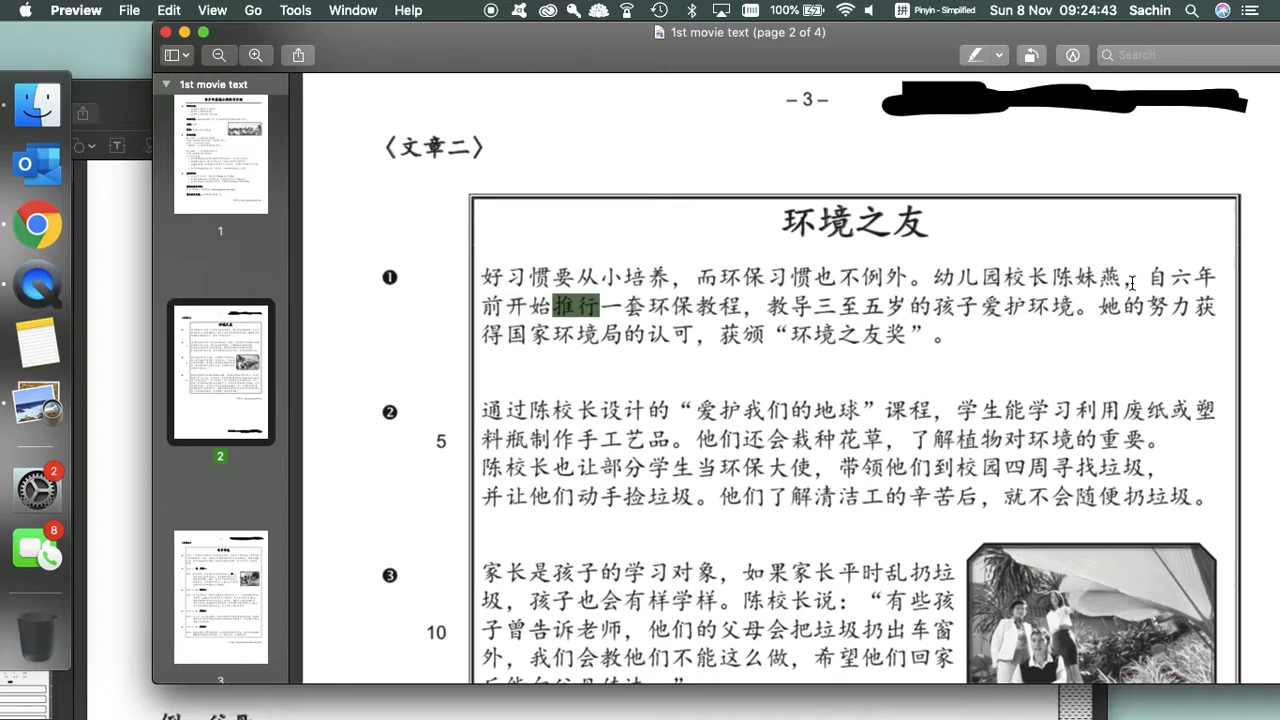 Preview File Edit View Go Tools Window Help 100% Pinyin - Simplified Sun 8 Nov 09:24:43 Sachin
1st movie text (page 2 of 4)
Search
1st movie text
1
2
3
2
8
– 3 –
〈文章二〉
环境之友
❶ 好习惯要从小培养，而环保习惯也不例外。幼儿园校长陈妹燕，自六年
前开始推行一套环保教程，教导三至五岁的孩子爱护环境。她的努力获
得国家环境局的认可，获颁“环境之友奖”。
❷ 通过陈校长设计的“爱护我们的地球”课程，学生能学习利用废纸或塑
5 料瓶制作手工艺品。他们还会栽种花草，了解植物对环境的重要。
陈校长也让部分学生当环保大使，带领他们到校园四周寻找垃圾，
并让他们动手捡垃圾。他们了解清洁工的辛苦后，就不会随便扔垃圾。
❸ 家长是孩子的学习对象，如果家长平时乱扔垃
圾，孩子也会有样学样。陈校长说：“有些孩
10 子曾告诉老师，他们的父母会把垃圾扔出车窗
外，我们会教他们不能这么做，希望他们回家